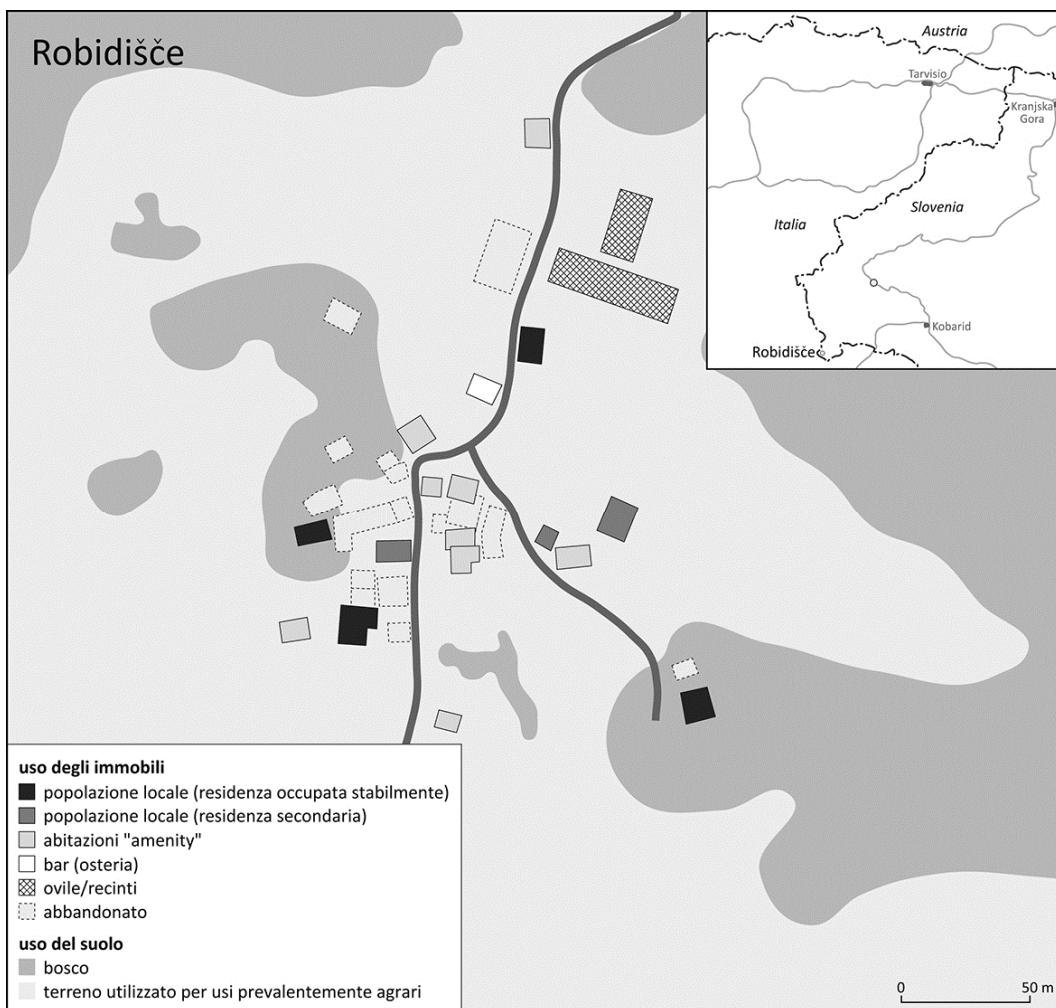 Robidišče
Austria
Tarvisio
Kranjska
Gora
Slovenia
Italia
Kobarid
Robidišče
uso degli immobili
popolazione locale (residenza occupata stabilmente)
popolazione locale (residenza secondaria)
abitazioni "amenity"
bar (osteria)
ovile/recinti
abbandonato
uso del suolo
bosco
terreno utilizzato per usi prevalentemente agrari
0 50 m